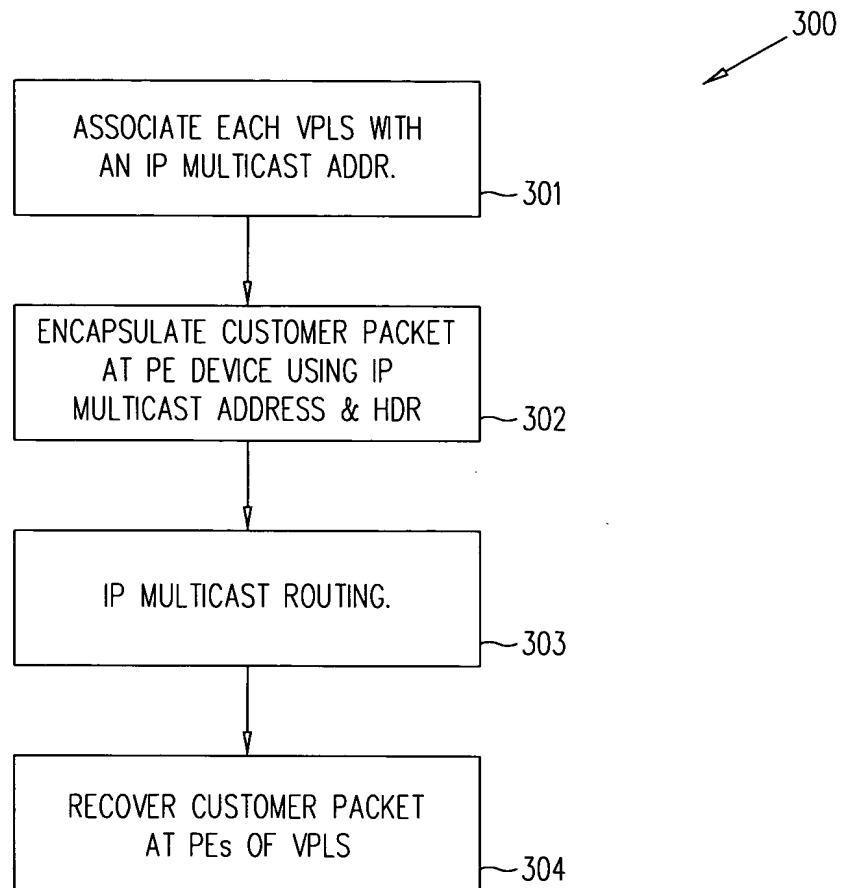 300
ASSOCIATE EACH VPLS WITH
AN IP MULTICAST ADDR.
301
ENCAPSULATE CUSTOMER PACKET
AT PE DEVICE USING IP
MULTICAST ADDRESS & HDR
302
IP MULTICAST ROUTING.
303
RECOVER CUSTOMER PACKET
AT PEs OF VPLS
304